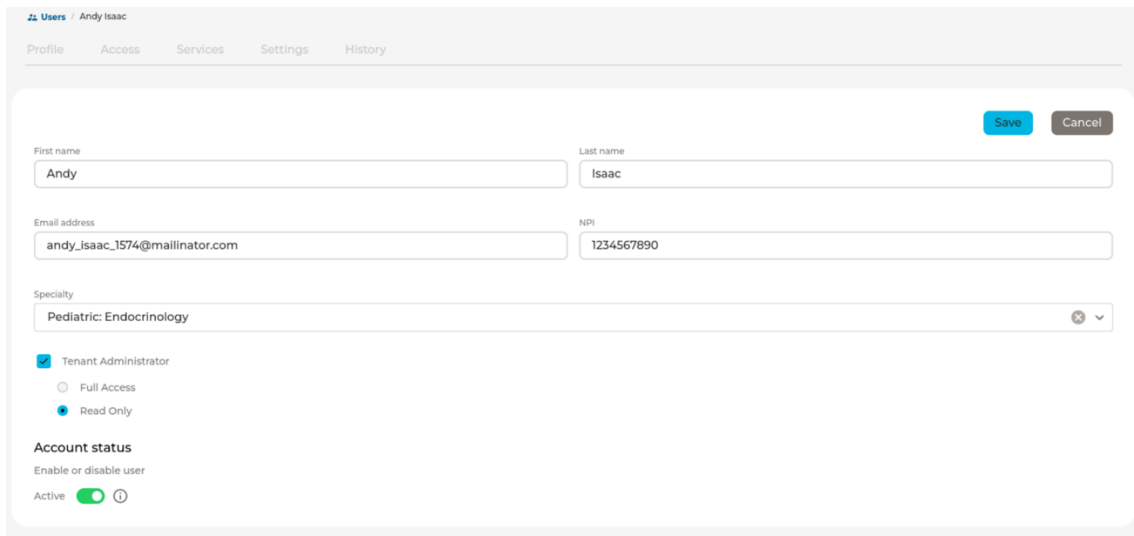 Users / Andy Isaac
Profile Access Services Settings History
Save Cancel
First name Last name
Andy Isaac
Email address NPI
andy_isaac_1574@mailinator.com 1234567890
Specialty
Pediatric: Endocrinology
Tenant Administrator
Full Access
Read Only
Account status
Enable or disable user
Active